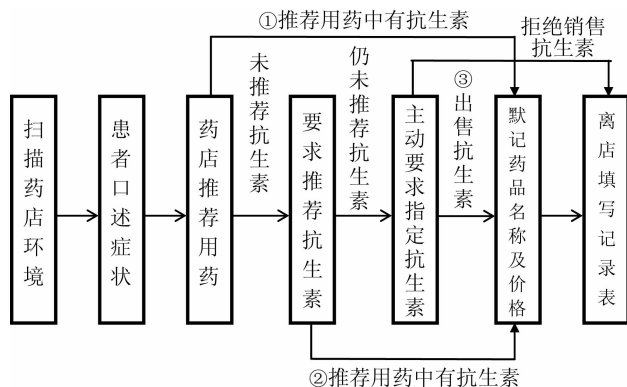 ①推荐用药中有抗生素
拒绝销售
抗生素
扫描药店环境
患者口述症状
药店推荐用药
未推荐抗生素
要求推荐抗生素
仍未推荐抗生素
主动要求指定抗生素
③出售抗生素
默记药品名称及价格
离店填写记录表
②推荐用药中有抗生素